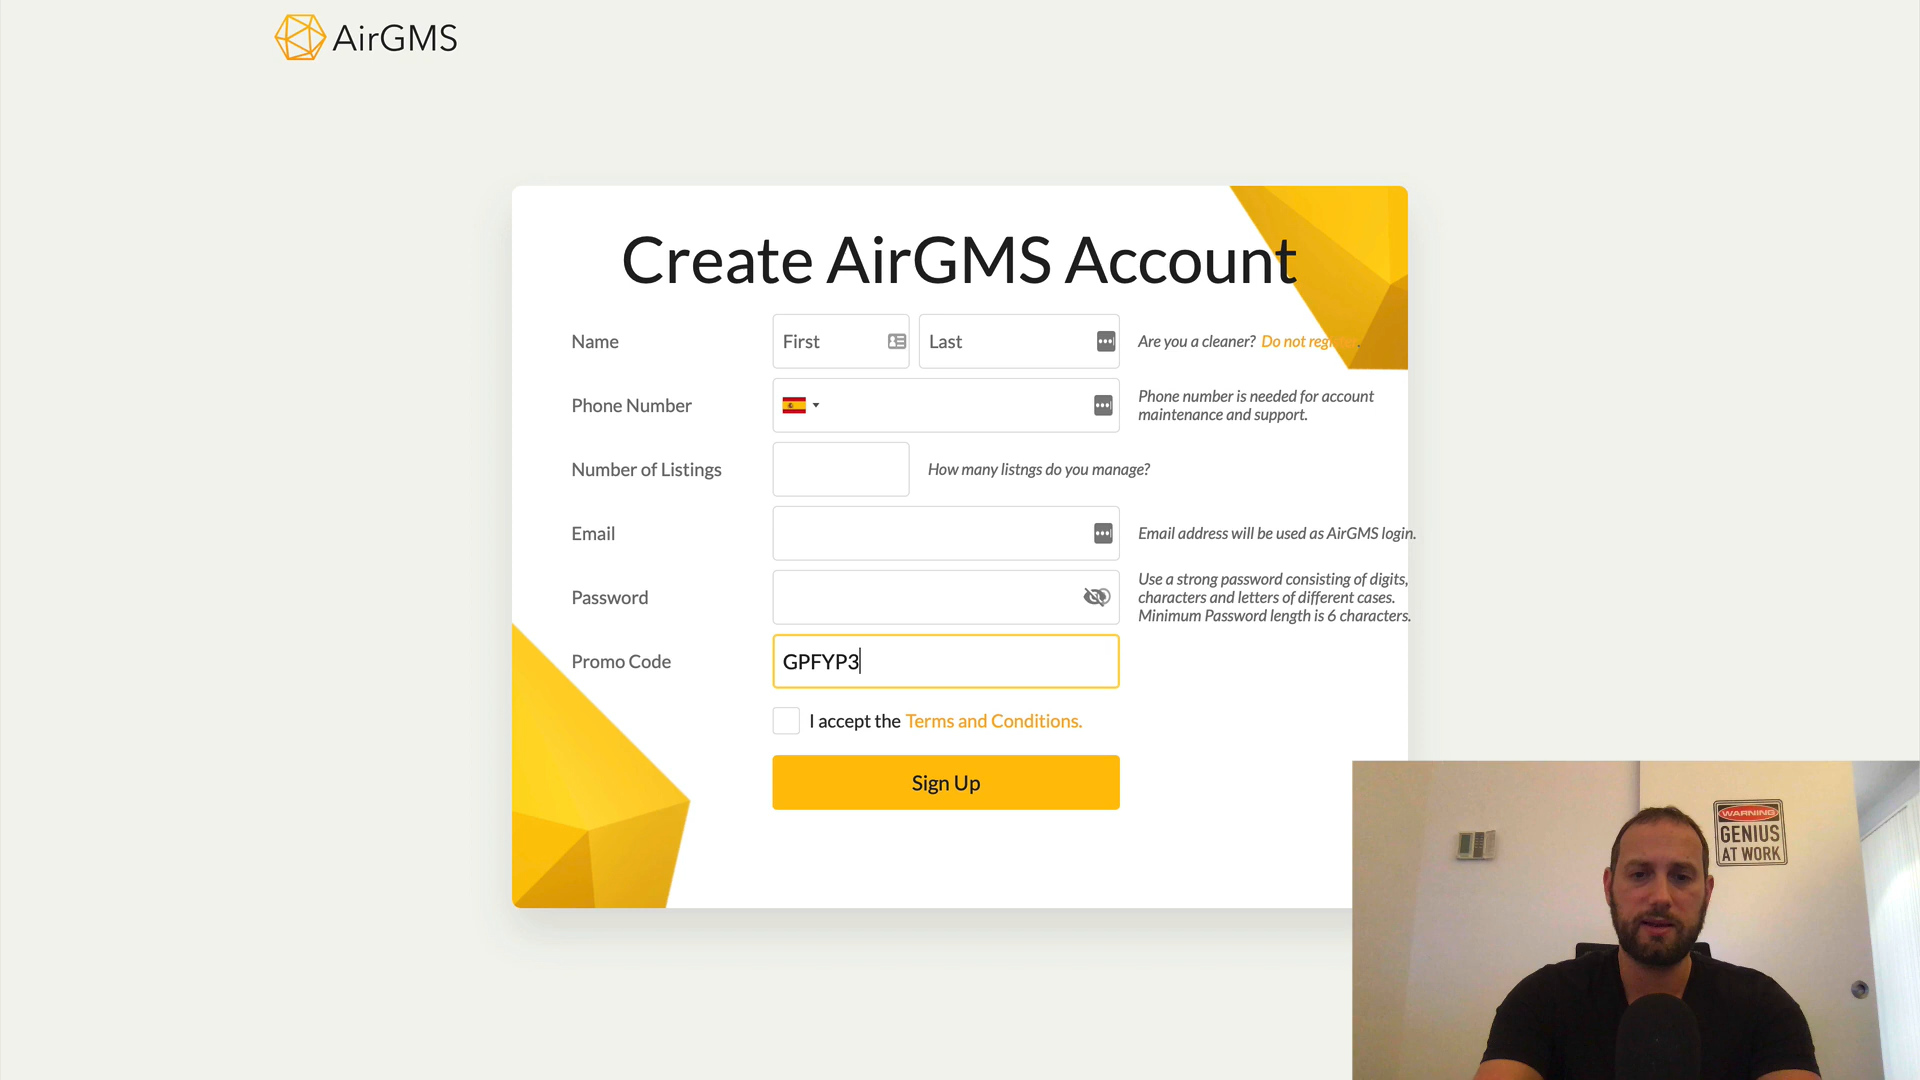 AirGMS
Create AirGMS Account
Name
First
Last
Are you a cleaner? Do not register.
Phone Number
Phone number is needed for account
maintenance and support.
Number of Listings
How many listngs do you manage?
Email
Email address will be used as AirGMS login.
Password
Use a strong password consisting of digits,
characters and letters of different cases.
Minimum Password length is 6 characters.
Promo Code
GPFYP3
I accept the Terms and Conditions.
Sign Up
WARNING
GENIUS
AT WORK